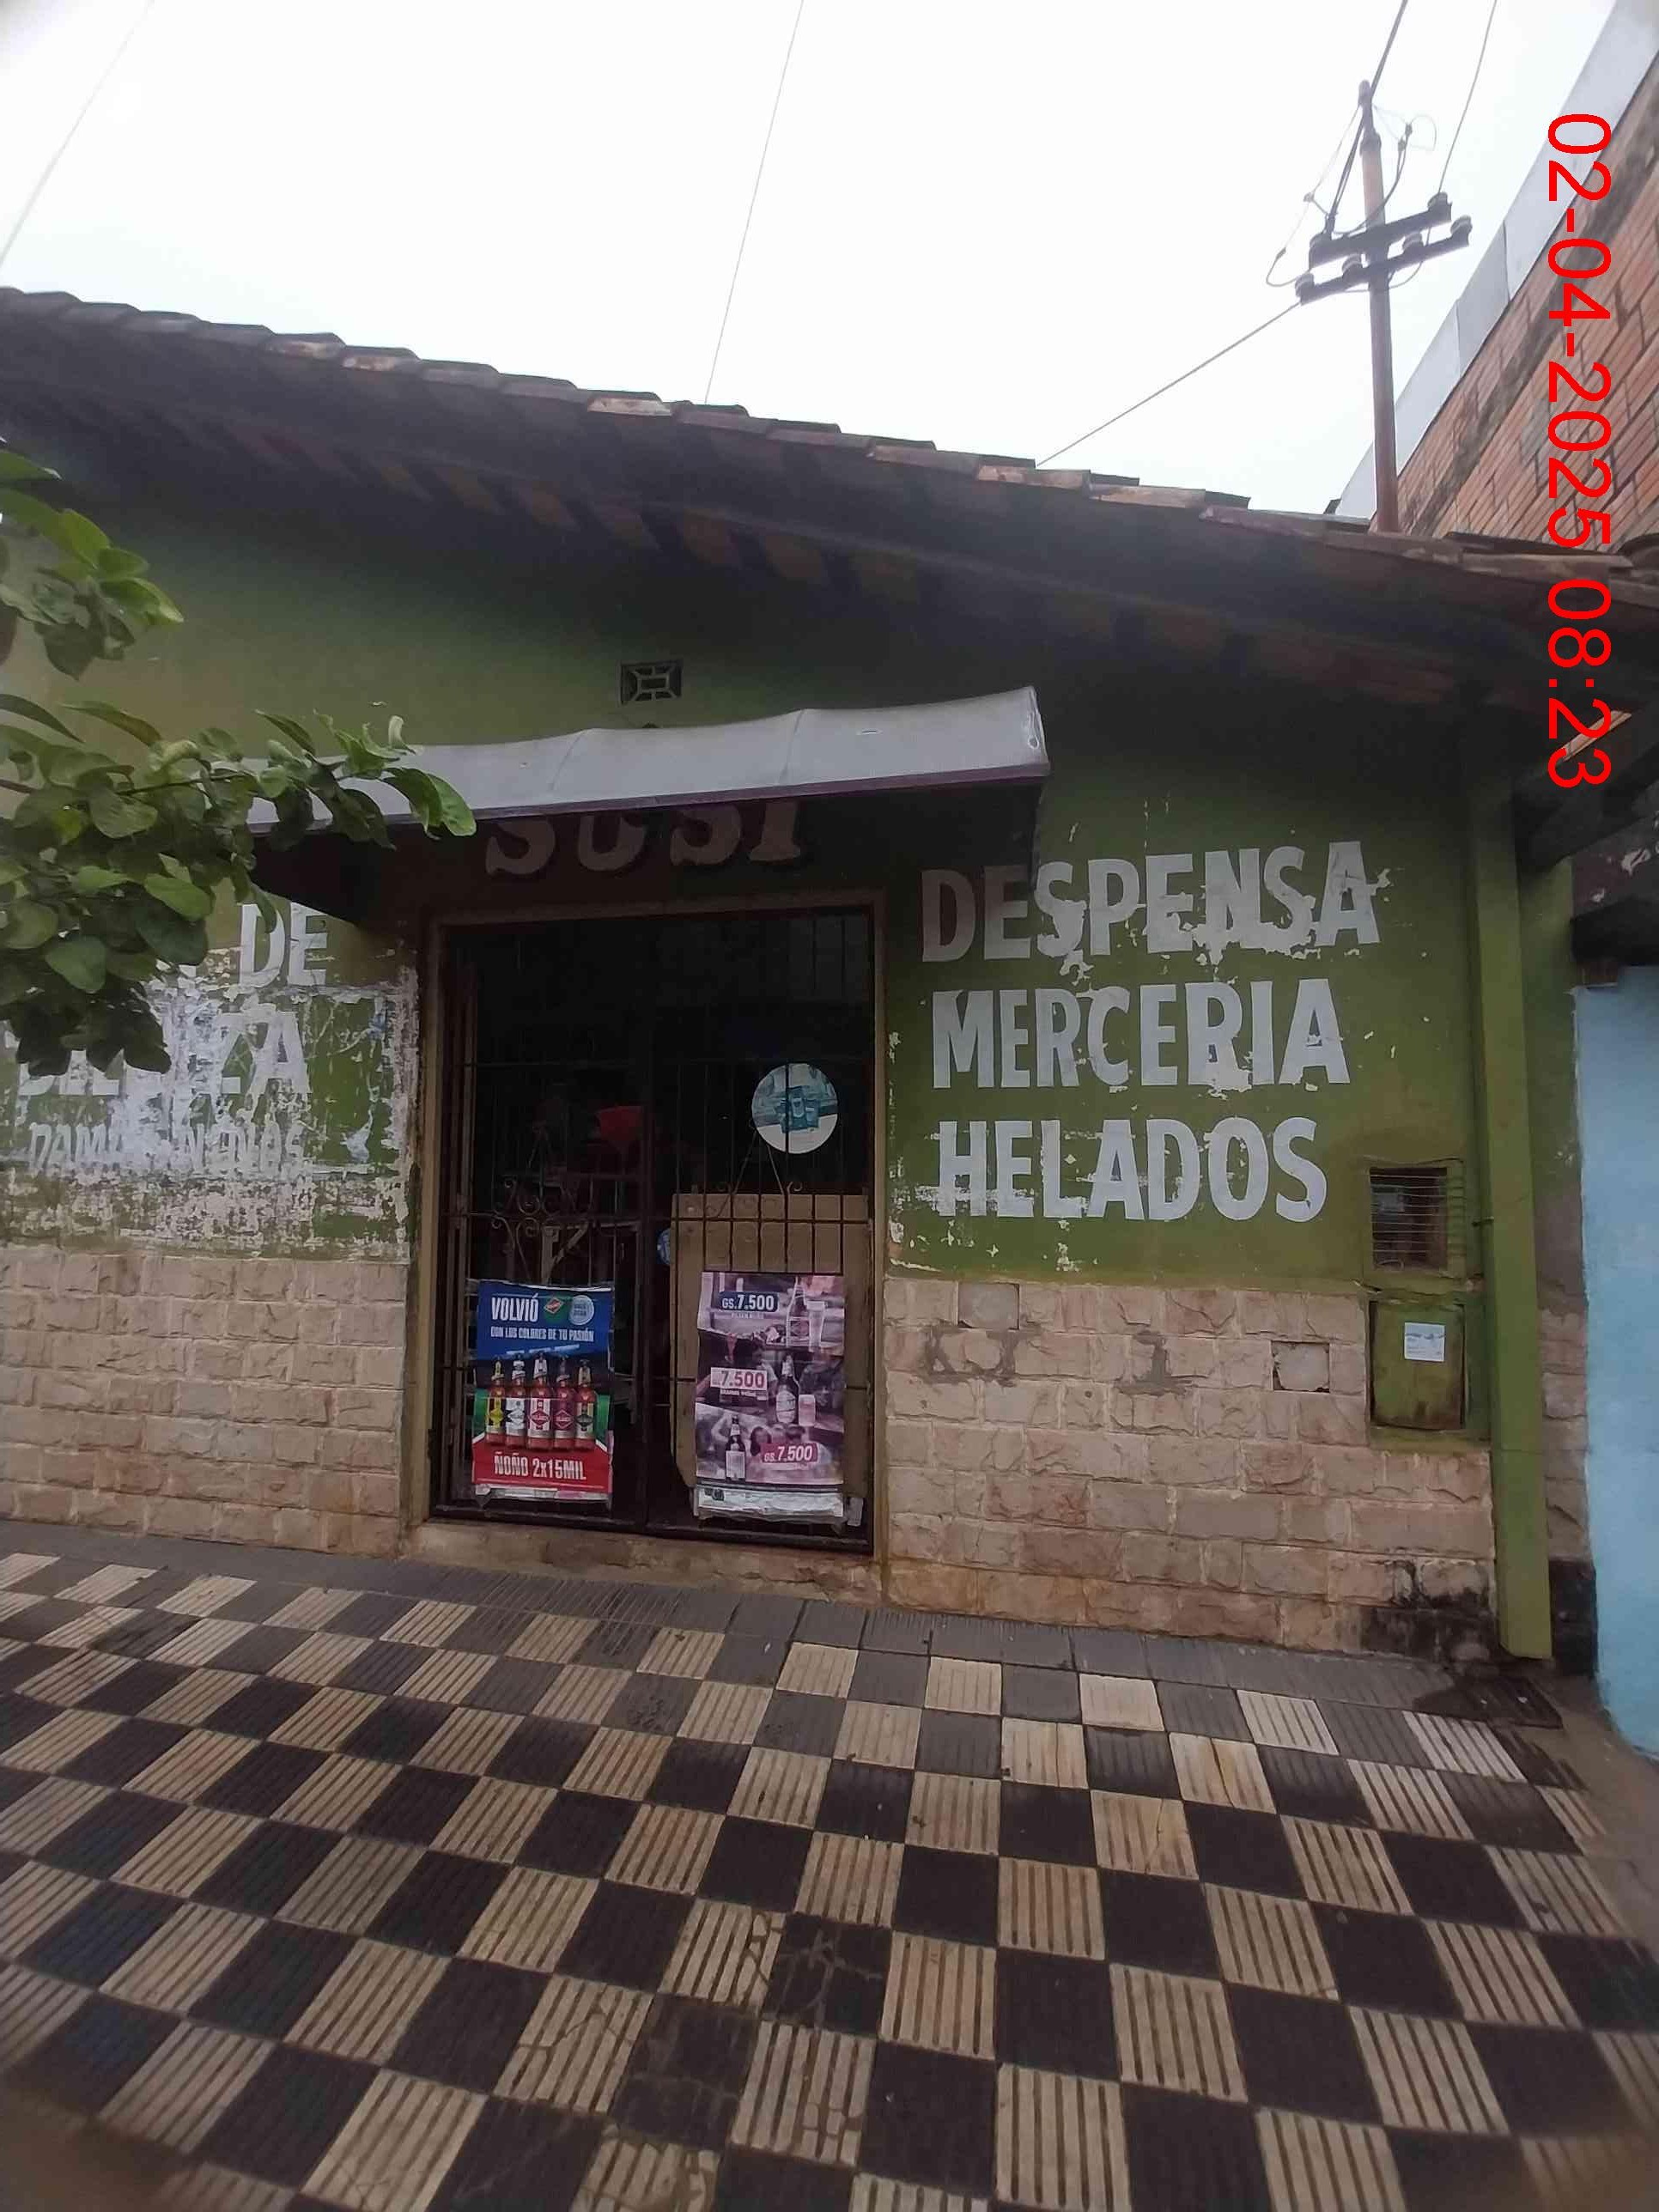 SUSI
DE
DESPENSA
MERCERIA
HELADOS
VOLVIÓ
CON LOS COLORES DE TU PASIÓN
ÑOÑO 2x15MIL
GS.7.500
7.500
GS.7.500
02-04-2025 08:23